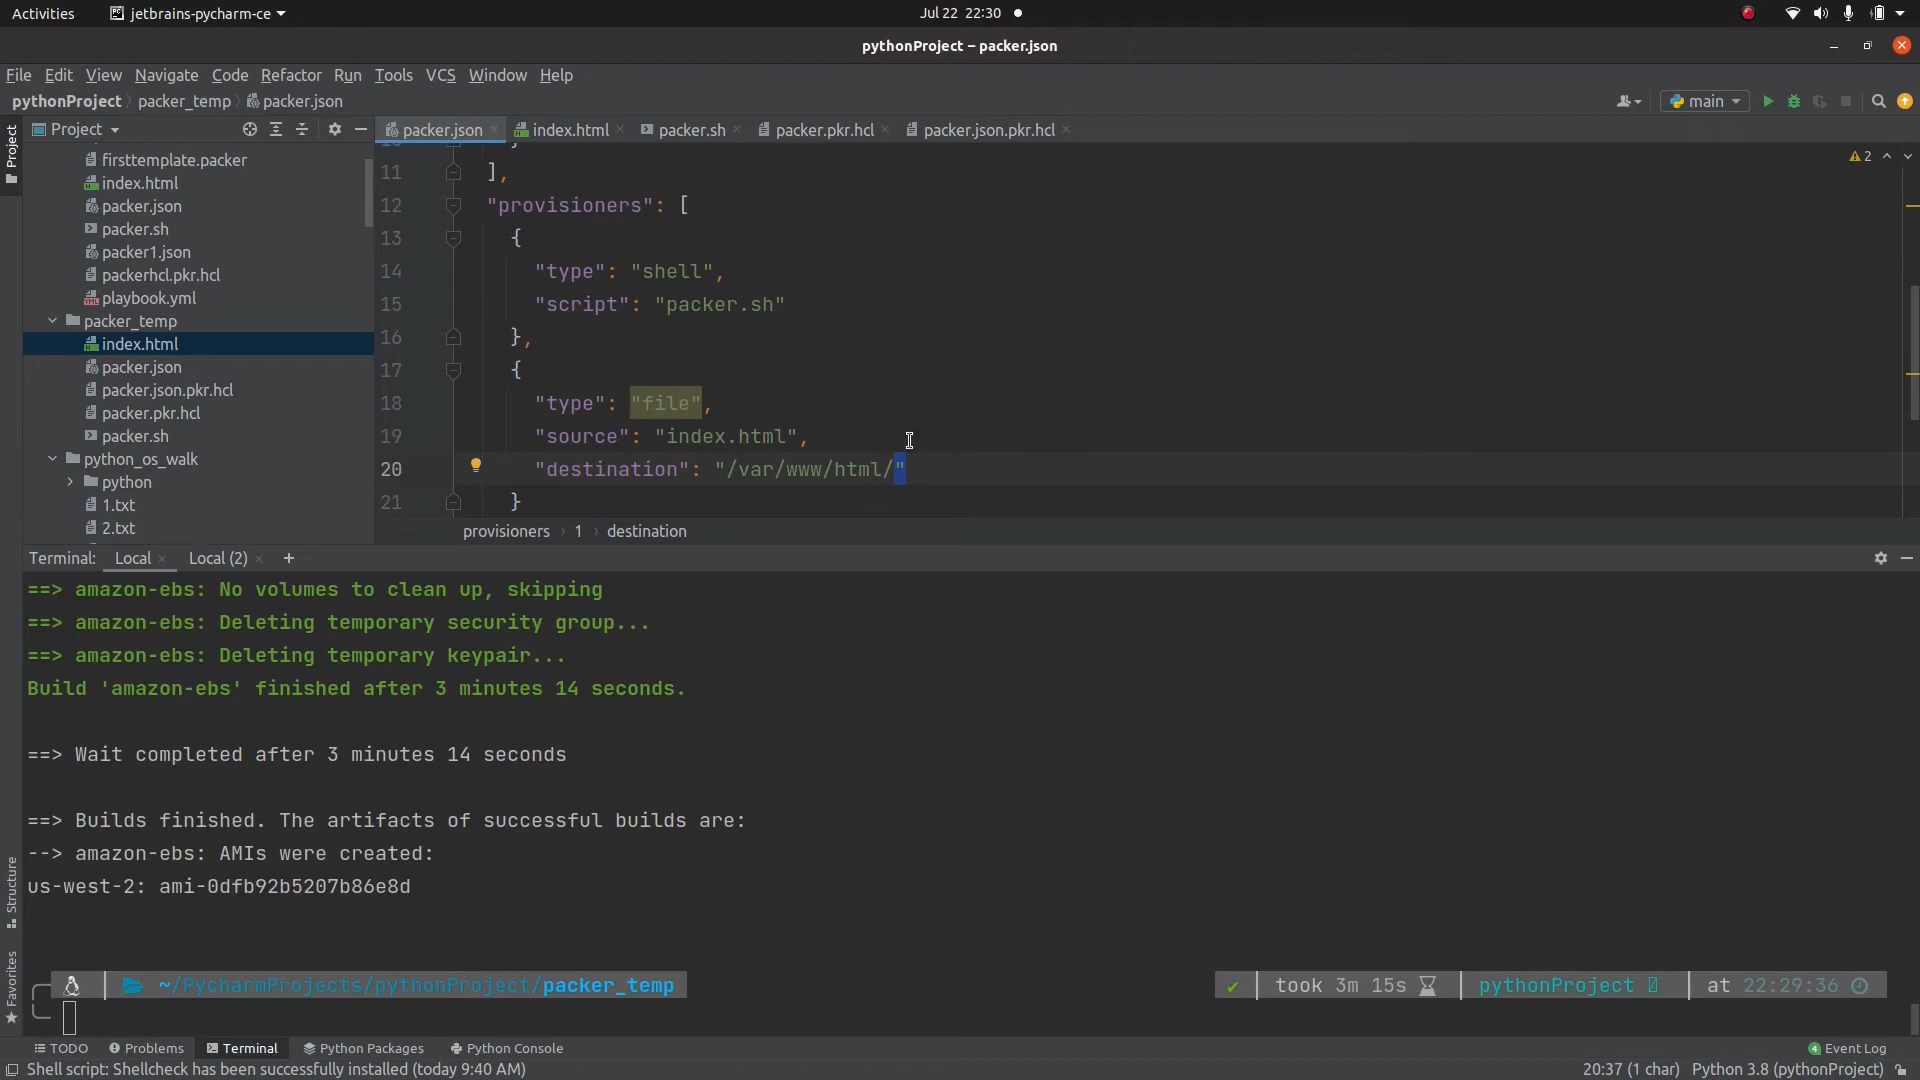 Activities
jetbrains-pycharm-ce
Jul 22 22:30
pythonProject – packer.json
File Edit View Navigate Code Refactor Run Tools VCS Window Help
pythonProject packer_temp packer.json
main
Project
Project
packer.json index.html packer.sh packer.pkr.hcl packer.json.pkr.hcl
firsttemplate.packer
index.html
packer.json
packer.sh
packer1.json
packerhcl.pkr.hcl
playbook.yml
packer_temp
index.html
packer.json
packer.json.pkr.hcl
packer.pkr.hcl
packer.sh
python_os_walk
python
1.txt
2.txt
2
11 ],
12 "provisioners": [
13 {
14 "type": "shell",
15 "script": "packer.sh"
16 },
17 {
18 "type": "file",
19 "source": "index.html",
20 "destination": "/var/www/html/"
21 }
provisioners 1 destination
Terminal: Local Local (2) +
==> amazon-ebs: No volumes to clean up, skipping
==> amazon-ebs: Deleting temporary security group...
==> amazon-ebs: Deleting temporary keypair...
Build 'amazon-ebs' finished after 3 minutes 14 seconds.
==> Wait completed after 3 minutes 14 seconds
==> Builds finished. The artifacts of successful builds are:
--> amazon-ebs: AMIs were created:
us-west-2: ami-0dfb92b5207b86e8d
~/PycharmProjects/pythonProject/packer_temp
took 3m 15s pythonProject at 22:29:36
Structure
Favorites
TODO Problems Terminal Python Packages Python Console
4 Event Log
Shell script: Shellcheck has been successfully installed (today 9:40 AM)
20:37 (1 char) Python 3.8 (pythonProject)